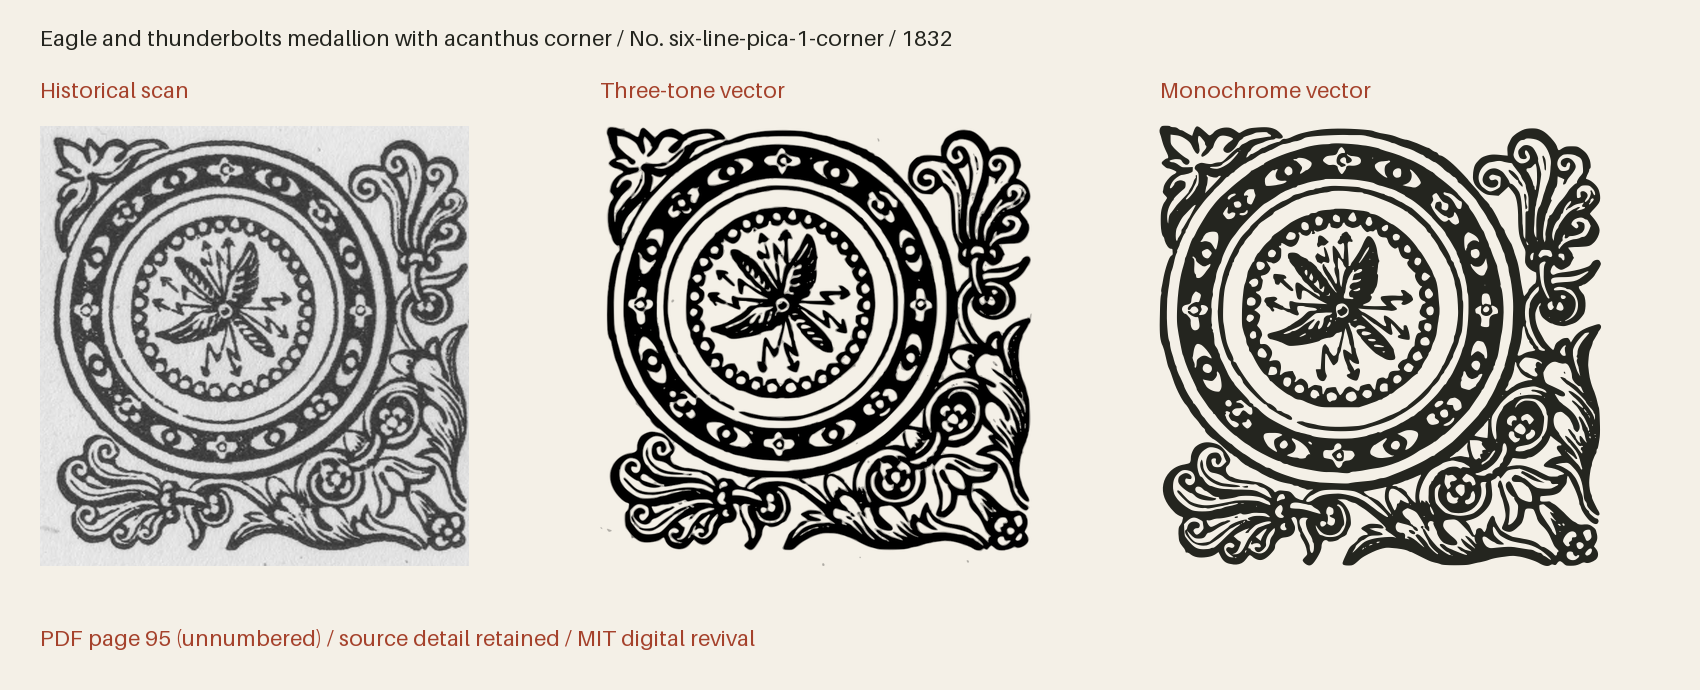 Eagle and thunderbolts medallion with acanthus corner / No. six-line-pica-1-corner / 1832
Historical scan
Three-tone vector
Monochrome vector
PDF page 95 (unnumbered) / source detail retained / MIT digital revival